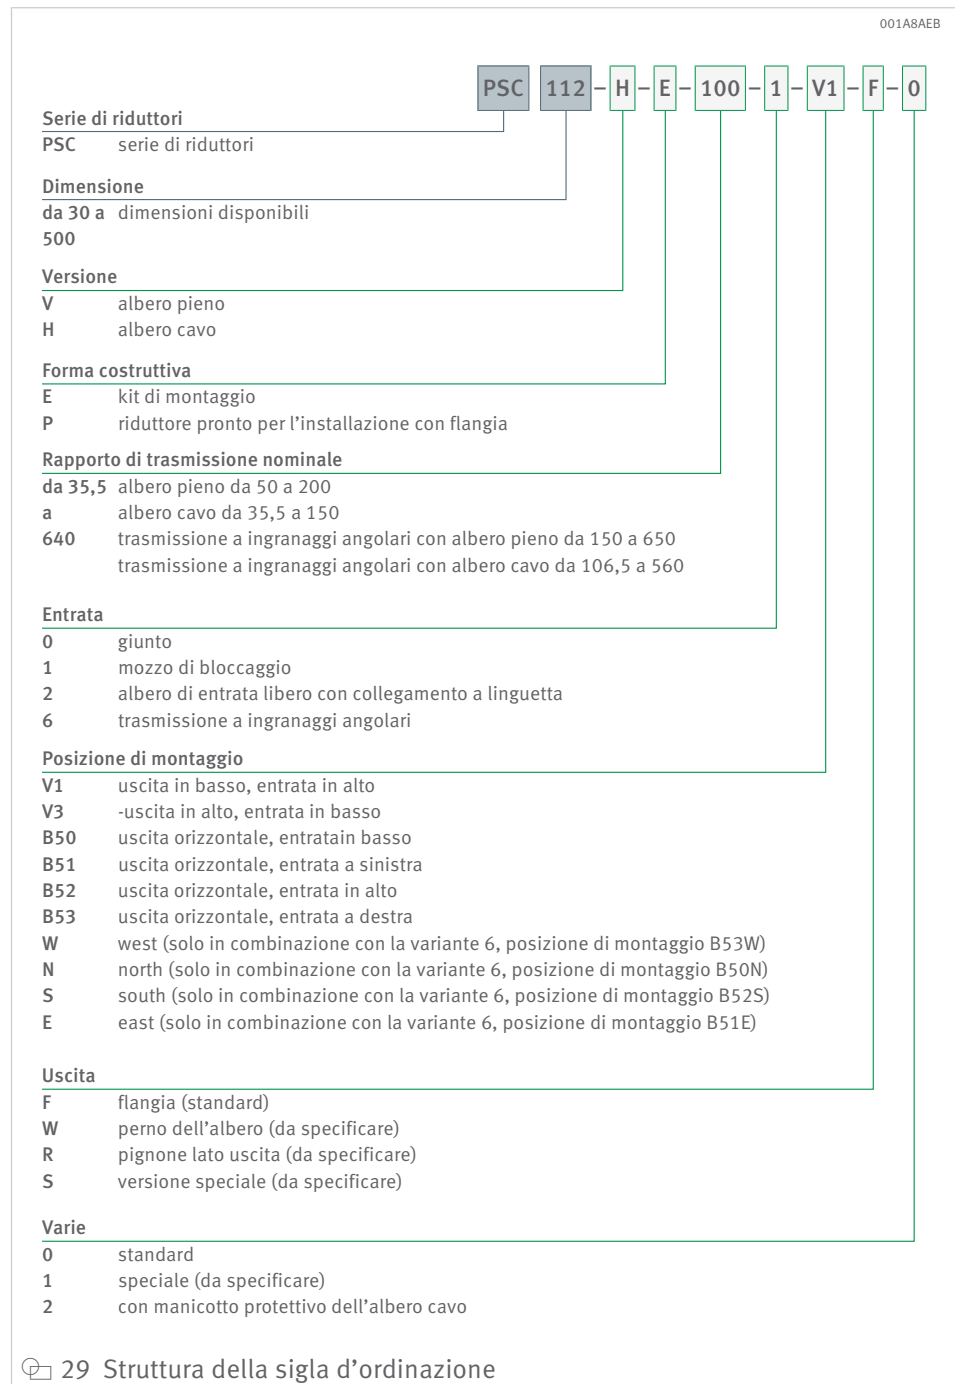 001A8AEB
PSC 112 – H – E – 100 – 1 – V1 – F – 0
Serie di riduttori
PSC serie di riduttori
Dimensione
da 30 a dimensioni disponibili
500
Versione
V albero pieno
H albero cavo
Forma costruttiva
E kit di montaggio
P riduttore pronto per l'installazione con flangia
Rapporto di trasmissione nominale
da 35,5 albero pieno da 50 a 200
a albero cavo da 35,5 a 150
640 trasmissione a ingranaggi angolari con albero pieno da 150 a 650
trasmissione a ingranaggi angolari con albero cavo da 106,5 a 560
Entrata
0 giunto
1 mozzo di bloccaggio
2 albero di entrata libero con collegamento a linguetta
6 trasmissione a ingranaggi angolari
Posizione di montaggio
V1 uscita in basso, entrata in alto
V3 -uscita in alto, entrata in basso
B50 uscita orizzontale, entratain basso
B51 uscita orizzontale, entrata a sinistra
B52 uscita orizzontale, entrata in alto
B53 uscita orizzontale, entrata a destra
W west (solo in combinazione con la variante 6, posizione di montaggio B53W)
N north (solo in combinazione con la variante 6, posizione di montaggio B50N)
S south (solo in combinazione con la variante 6, posizione di montaggio B52S)
E east (solo in combinazione con la variante 6, posizione di montaggio B51E)
Uscita
F flangia (standard)
W perno dell'albero (da specificare)
R pignone lato uscita (da specificare)
S versione speciale (da specificare)
Varie
0 standard
1 speciale (da specificare)
2 con manicotto protettivo dell'albero cavo
29 Struttura della sigla d'ordinazione